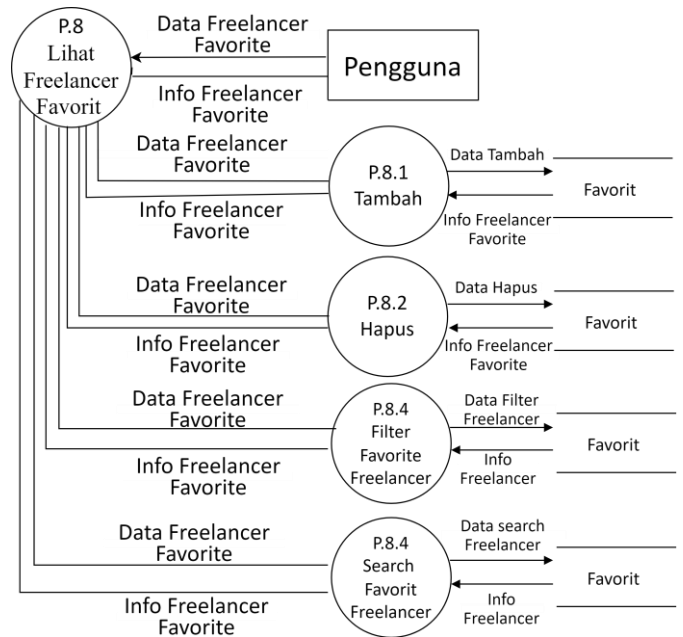 P.8
Lihat
Freelancer
Favorit
Data Freelancer
Favorite
Info Freelancer
Favorite
Pengguna
Data Freelancer
Favorite
Info Freelancer
Favorite
P.8.1
Tambah
Data Tambah
Info Freelancer
Favorite
Favorit
Data Freelancer
Favorite
Info Freelancer
Favorite
P.8.2
Hapus
Data Hapus
Info Freelancer
Favorite
Favorit
Data Freelancer
Favorite
Info Freelancer
Favorite
P.8.4
Filter
Favorite
Freelancer
Data Filter
Freelancer
Info
Freelancer
Favorit
Data Freelancer
Favorite
Info Freelancer
Favorite
P.8.4
Search
Favorit
Freelancer
Data search
Freelancer
Info
Freelancer
Favorit